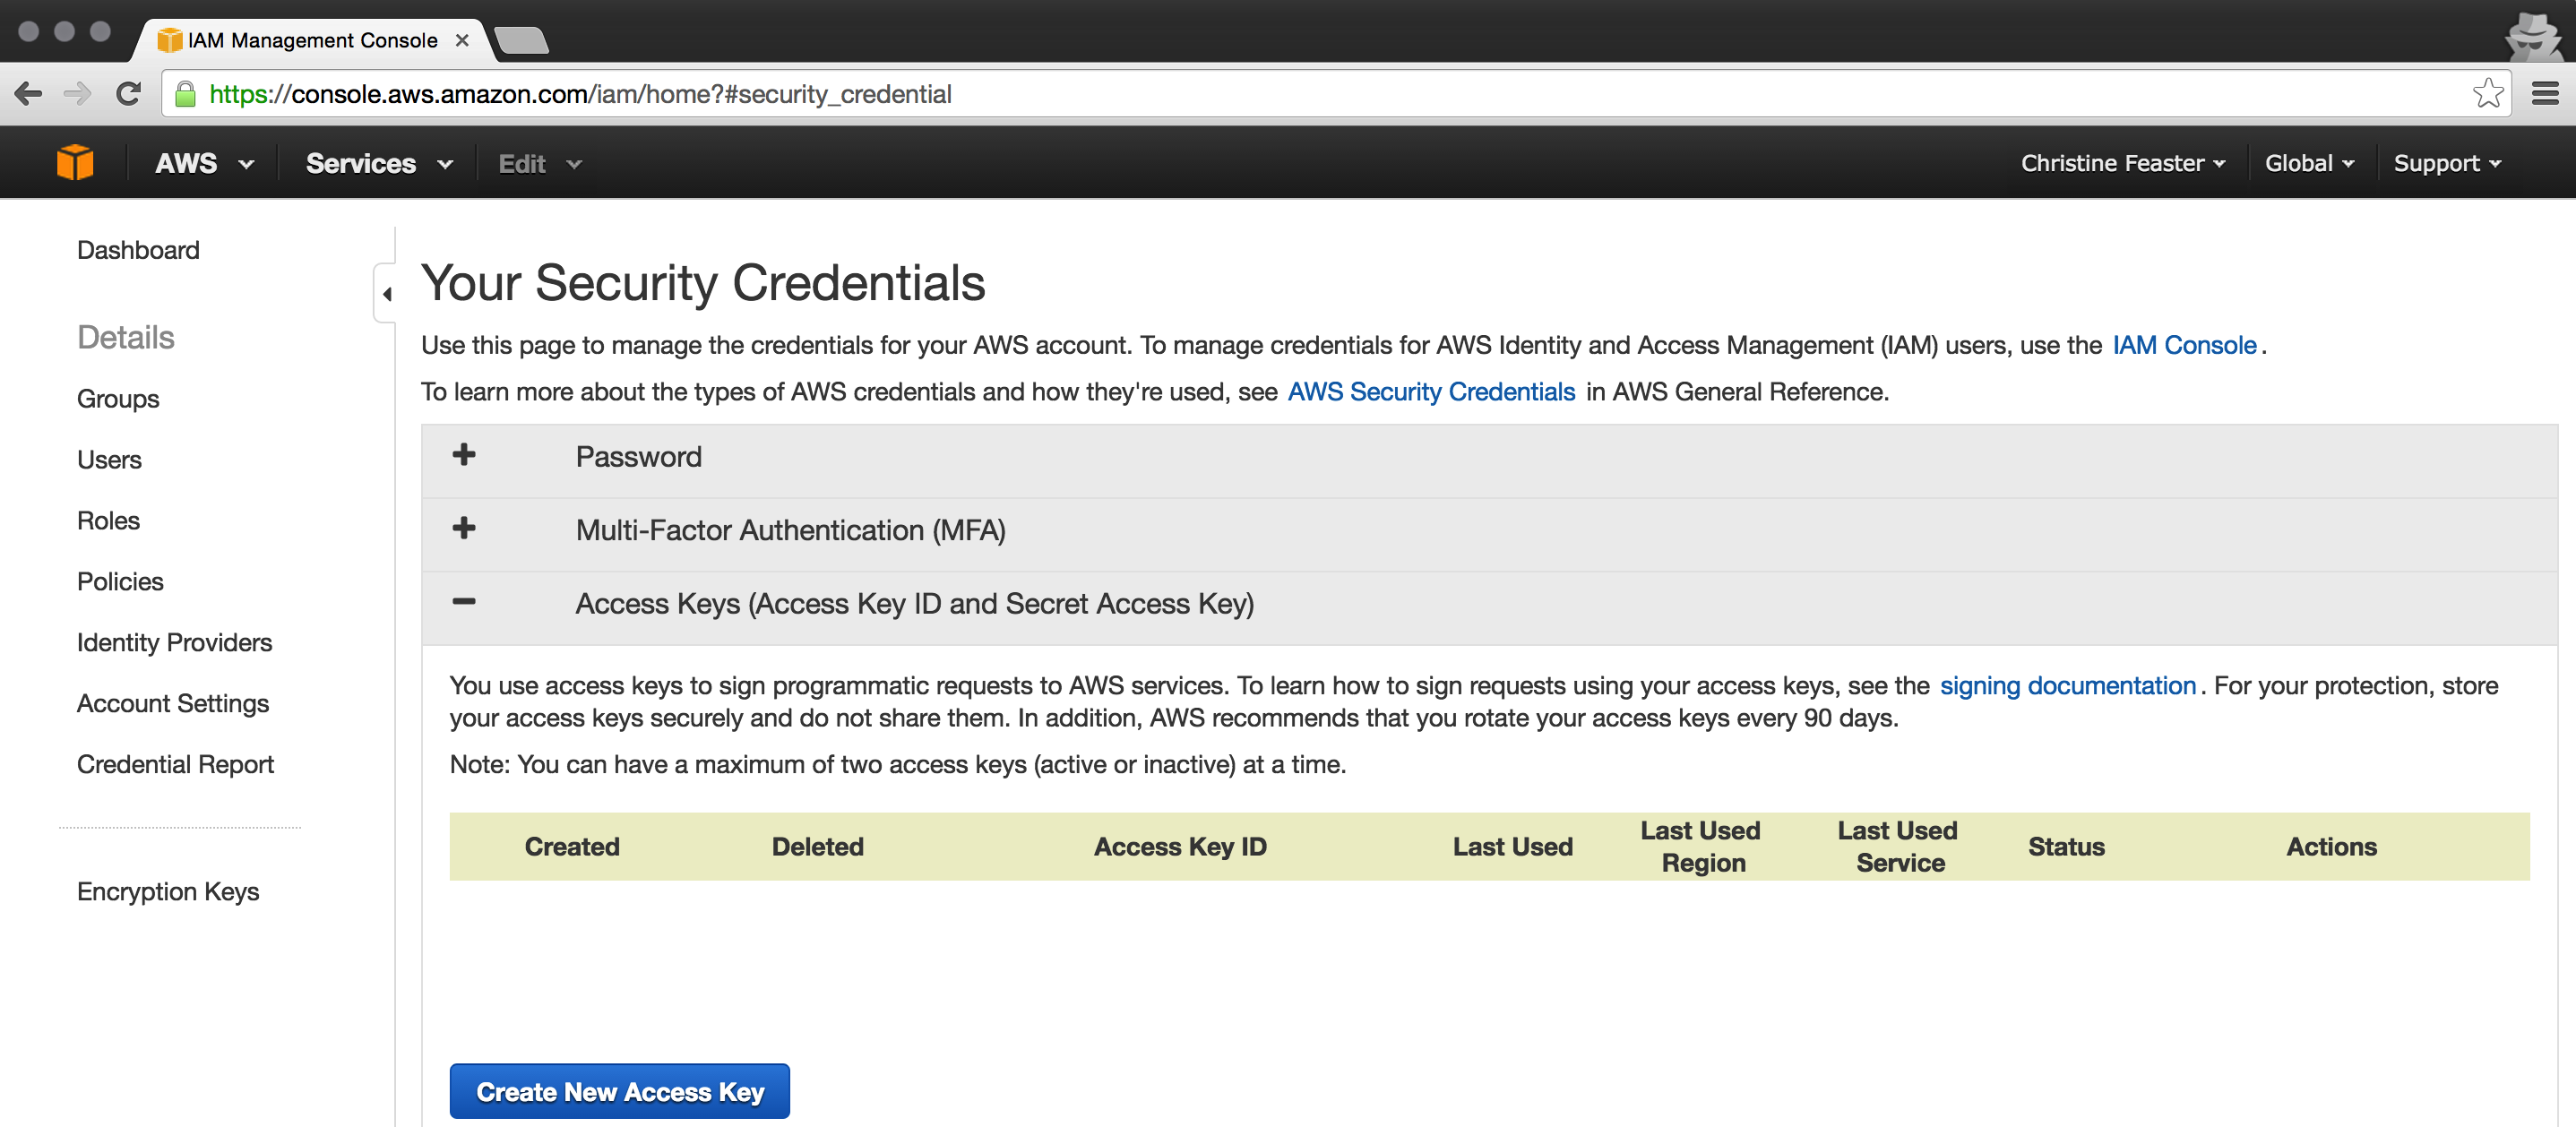 IAM Management Console
https://console.aws.amazon.com/iam/home?#security_credential
AWS Services Edit Christine Feaster Global Support
Dashboard
Details
Groups
Users
Roles
Policies
Identity Providers
Account Settings
Credential Report
Encryption Keys
Your Security Credentials
Use this page to manage the credentials for your AWS account. To manage credentials for AWS Identity and Access Management (IAM) users, use the IAM Console.
To learn more about the types of AWS credentials and how they're used, see AWS Security Credentials in AWS General Reference.
Password
Multi-Factor Authentication (MFA)
Access Keys (Access Key ID and Secret Access Key)
You use access keys to sign programmatic requests to AWS services. To learn how to sign requests using your access keys, see the signing documentation. For your protection, store
your access keys securely and do not share them. In addition, AWS recommends that you rotate your access keys every 90 days.
Note: You can have a maximum of two access keys (active or inactive) at a time.
Created Deleted Access Key ID Last Used Last Used Region Last Used Service Status Actions
Create New Access Key